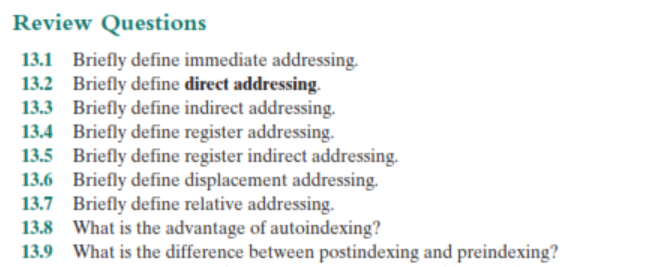 Review Questions
13.1 Briefly define immediate addressing.
13.2 Briefly define direct addressing.
13.3 Briefly define indirect addressing.
13.4 Briefly define register addressing.
13.5 Briefly define register indirect addressing.
13.6 Briefly define displacement addressing.
13.7 Briefly define relative addressing.
13.8 What is the advantage of autoindexing?
13.9 What is the difference between postindexing and preindexing?